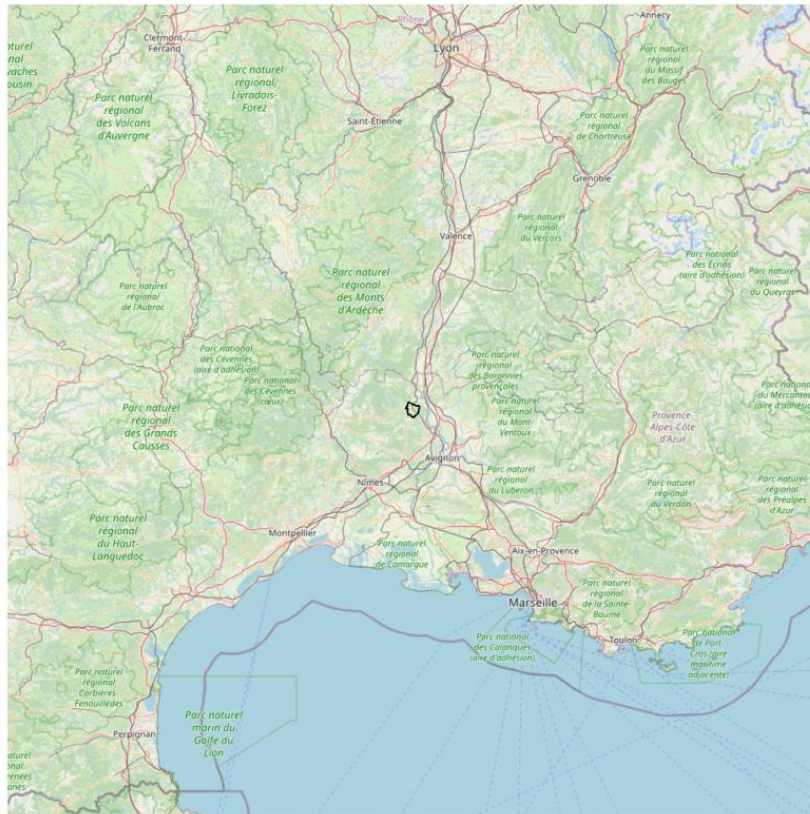 Annecy
Rhône
Clermont-
Ferrand
Lyon
Parc naturel
régional
du Massif
des Bauges
Parc naturel
régional
Livradois-
Forez
Parc naturel
régional
des Volcans
d'Auvergne
Saint-Étienne
Parc naturel
régional
de Chartreuse
Grenoble
Parc naturel
régional
du Vercors
Valence
Parc national
des Écrins
(aire d'adhésion)
Parc naturel
régional
du Queyras
Parc naturel
régional
des Monts
d'Ardèche
Parc naturel
régional
de l'Aubrac
Parc national
des Cévennes
(aire d'adhésion)
Parc national
des Cévennes
(cœur)
Parc naturel
régional
des Baronnies
provençales
Parc naturel
régional
du Mont-
Ventoux
Parc naturel
régional
des Grands
Causses
Provence-
Alpes-Côte
d'Azur
Avignon
Nîmes
Parc naturel
régional
du Luberon
Parc naturel
régional
du Verdon
Parc naturel
régional
des Préalpes
d'Azur
Parc naturel
régional
du Haut-
Languedoc
Montpellier
Parc naturel
régional
de Camargue
Aix-en-Provence
Marseille
Parc naturel
régional
de la Sainte-
Baume
Toulon
Parc national
des Calanques
(aire d'adhésion)
Parc national
de Port-
Cros (aire
maritime
adjacente)
Parc naturel
régional
Corbières-
Fenouillèdes
Parc naturel
marin du
Golfe du
Lion
Perpignan